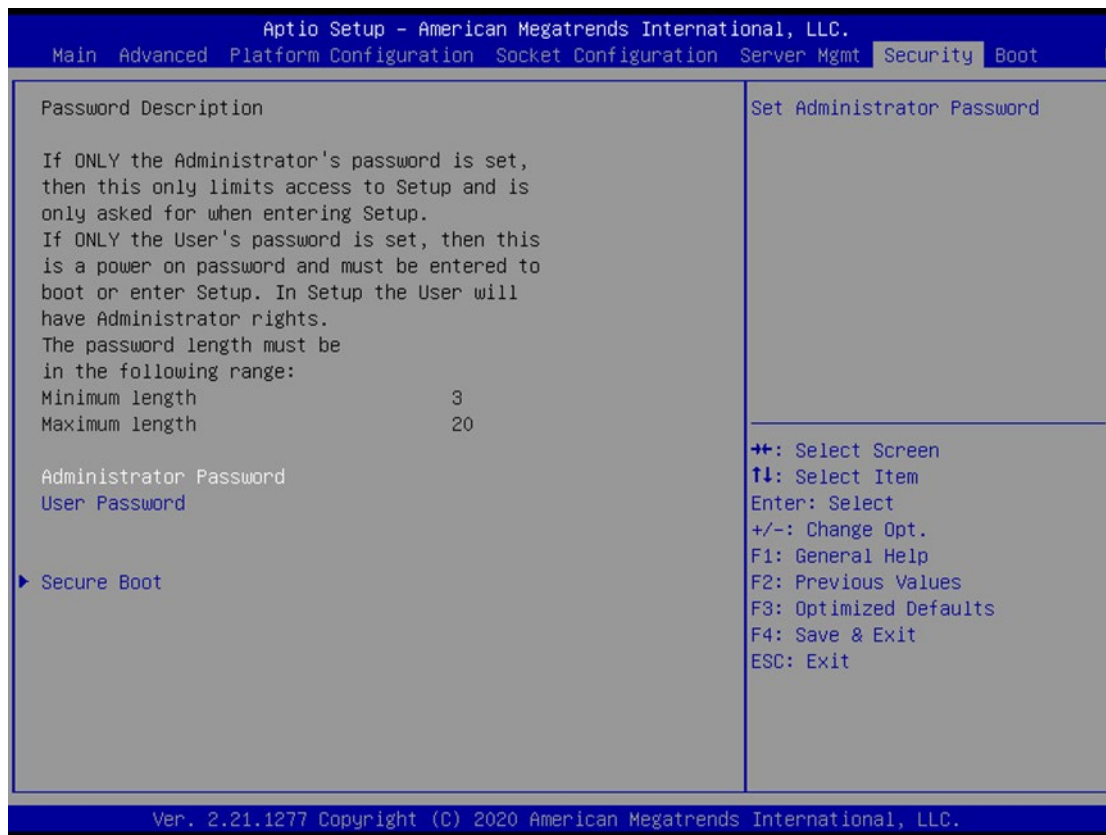 Aptio Setup – American Megatrends International, LLC.
Main Advanced Platform Configuration Socket Configuration Server Mgmt Security Boot
Password Description
If ONLY the Administrator's password is set,
then this only limits access to Setup and is
only asked for when entering Setup.
If ONLY the User's password is set, then this
is a power on password and must be entered to
boot or enter Setup. In Setup the User will
have Administrator rights.
The password length must be
in the following range:
Minimum length 3
Maximum length 20
Administrator Password
User Password
Secure Boot
Set Administrator Password
→←: Select Screen
↑↓: Select Item
Enter: Select
+/-: Change Opt.
F1: General Help
F2: Previous Values
F3: Optimized Defaults
F4: Save & Exit
ESC: Exit
Ver. 2.21.1277 Copyright (C) 2020 American Megatrends International, LLC.